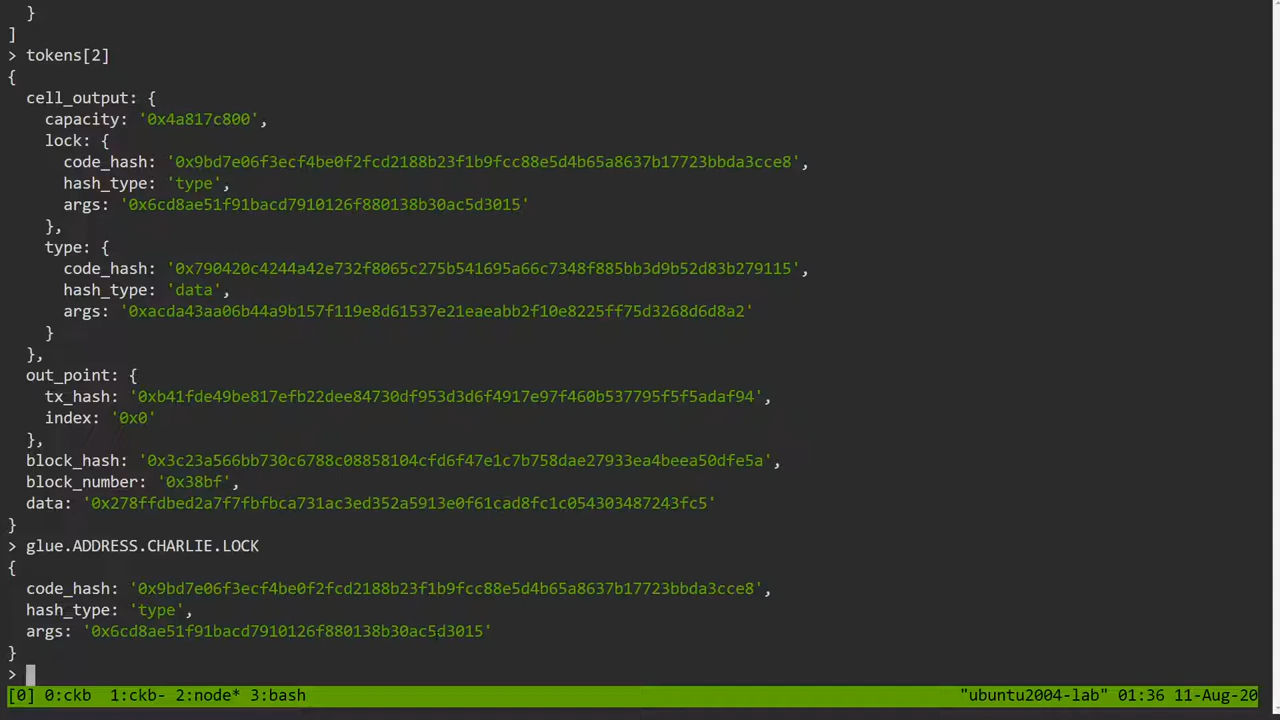 }
]
> tokens[2]
{
  cell_output: {
    capacity: '0x4a817c800',
    lock: {
      code_hash: '0x9bd7e06f3ecf4be0f2fcd2188b23f1b9fcc88e5d4b65a8637b17723bbda3cce8',
      hash_type: 'type',
      args: '0x6cd8ae51f91bacd7910126f880138b30ac5d3015'
    },
    type: {
      code_hash: '0x790420c4244a42e732f8065c275b541695a66c7348f885bb3d9b52d83b279115',
      hash_type: 'data',
      args: '0xacda43aa06b44a9b157f119e8d61537e21eaeabb2f10e8225ff75d3268d6d8a2'
    }
  },
  out_point: {
    tx_hash: '0xb41fde49be817efb22dee84730df953d3d6f4917e97f460b537795f5f5adaf94',
    index: '0x0'
  },
  block_hash: '0x3c23a566bb730c6788c08858104cfd6f47e1c7b758dae27933ea4beea50dfe5a',
  block_number: '0x38bf',
  data: '0x278ffdbed2a7f7fbfbca731ac3ed352a5913e0f61cad8fc1c054303487243fc5'
}
> glue.ADDRESS.CHARLIE.LOCK
{
  code_hash: '0x9bd7e06f3ecf4be0f2fcd2188b23f1b9fcc88e5d4b65a8637b17723bbda3cce8',
  hash_type: 'type',
  args: '0x6cd8ae51f91bacd7910126f880138b30ac5d3015'
}
>
[0] 0:ckb  1:ckb- 2:node* 3:bash "ubuntu2004-lab" 01:36 11-Aug-20